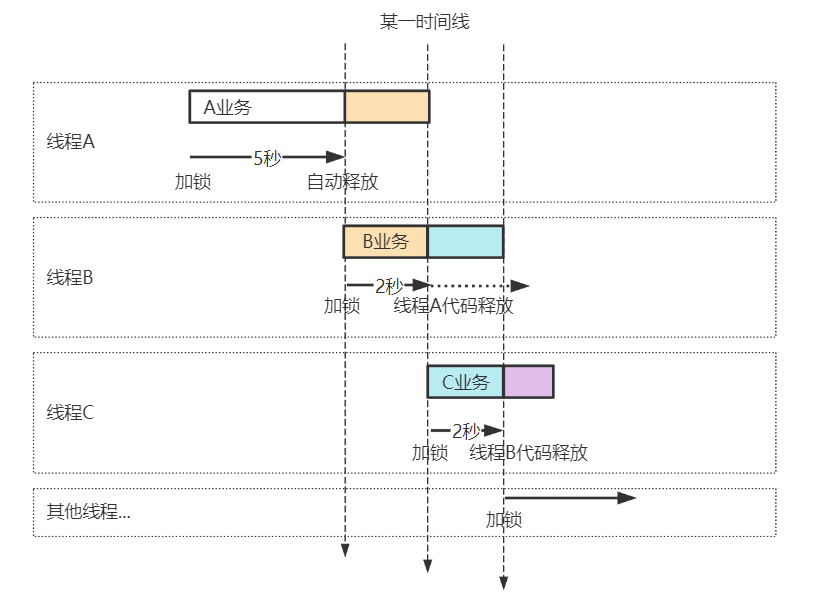 某一时间线
线程A
A业务
5秒
加锁
自动释放
线程B
B业务
2秒
加锁
线程A代码释放
线程C
C业务
2秒
加锁
线程B代码释放
其他线程...
加锁